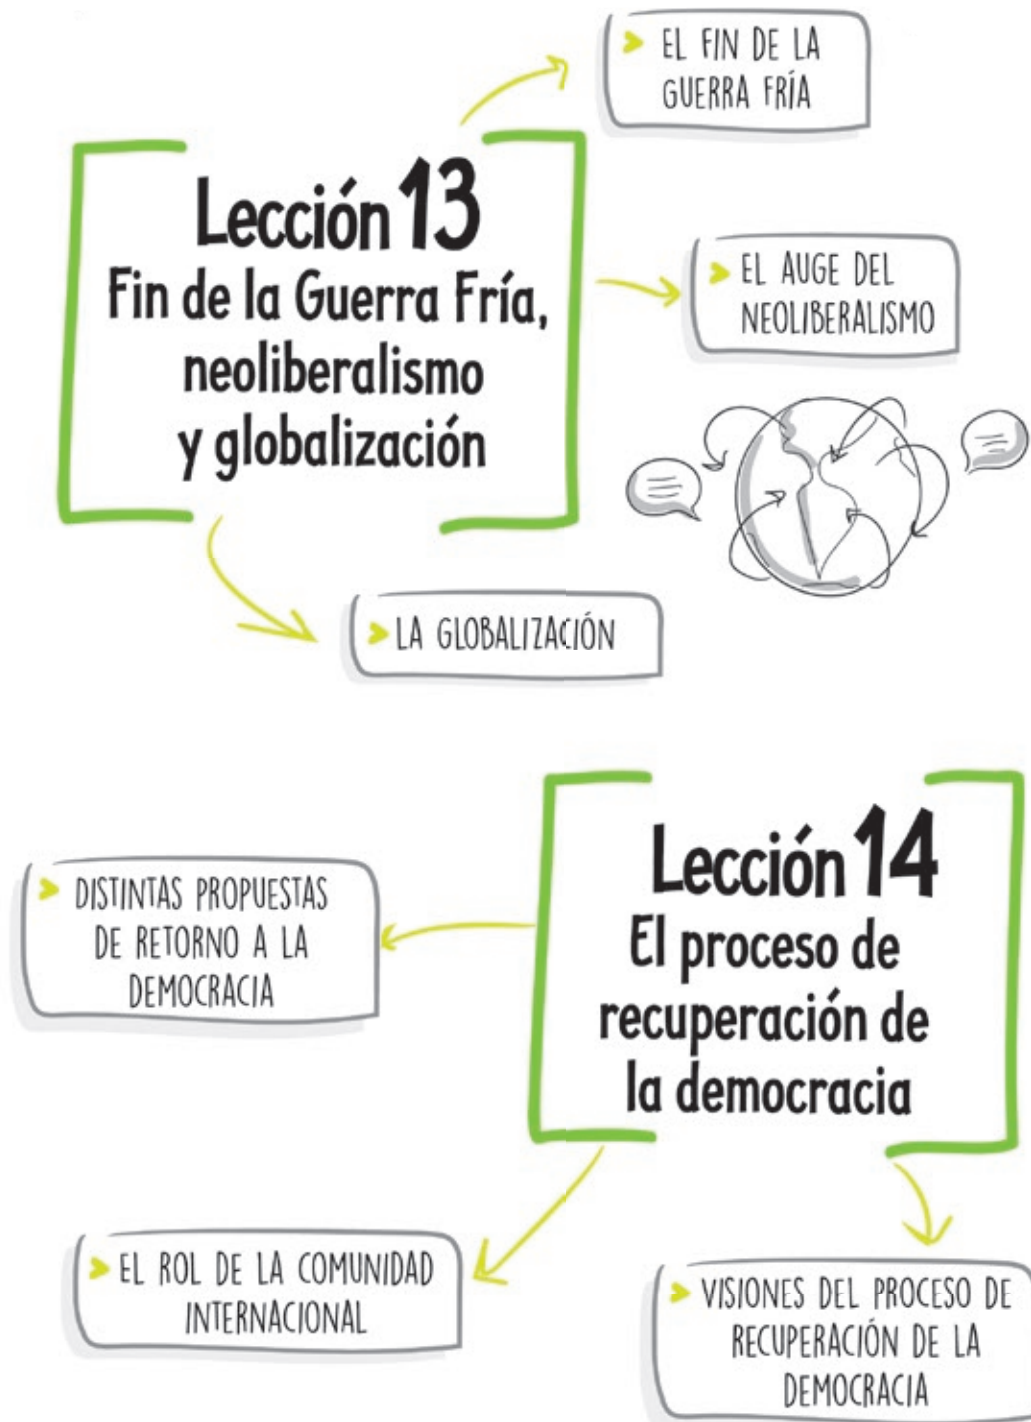 EL FIN DE LA
GUERRA FRÍA
Lección 13
Fin de la Guerra Fría,
neoliberalismo
y globalización
EL AUGE DEL
NEOLIBERALISMO
LA GLOBALIZACIÓN
Lección 14
El proceso de
recuperación de
la democracia
DISTINTAS PROPUESTAS
DE RETORNO A LA
DEMOCRACIA
EL ROL DE LA COMUNIDAD
INTERNACIONAL
VISIONES DEL PROCESO DE
RECUPERACIÓN DE LA
DEMOCRACIA